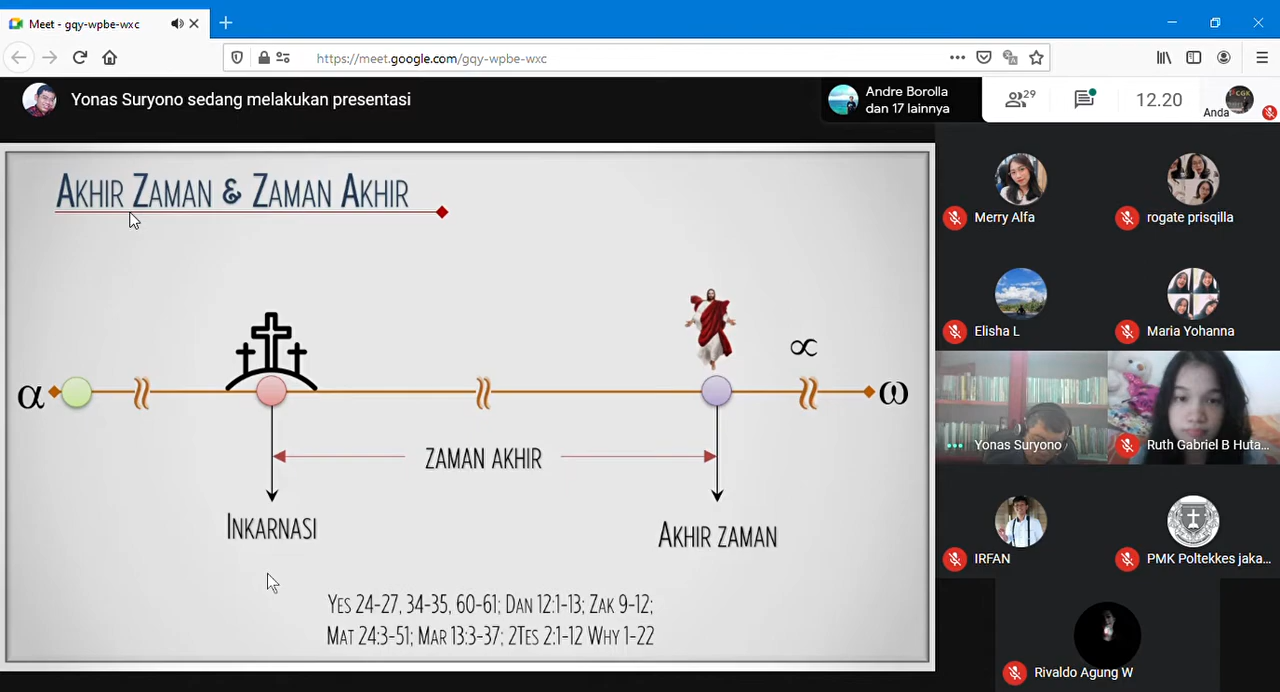 Meet - gqy-wpbe-wxc
https://meet.google.com/gqy-wpbe-wxc
Yonas Suryono sedang melakukan presentasi
Andre Borolla
dan 17 lainnya
29
12.20
Anda
AKHIR ZAMAN & ZAMAN AKHIR
α
∝
ω
ZAMAN AKHIR
INKARNASI
AKHIR ZAMAN
YES 24-27, 34-35, 60-61; DAN 12:1-13; ZAK 9-12;
MAT 24:3-51; MAR 13:3-37; 2TES 2:1-12 WHY 1-22
Merry Alfa
rogate prisqilla
Elisha L
Maria Yohanna
Yonas Suryono
Ruth Gabriel B Huta...
IRFAN
PMK Poltekkes jaka...
Rivaldo Agung W